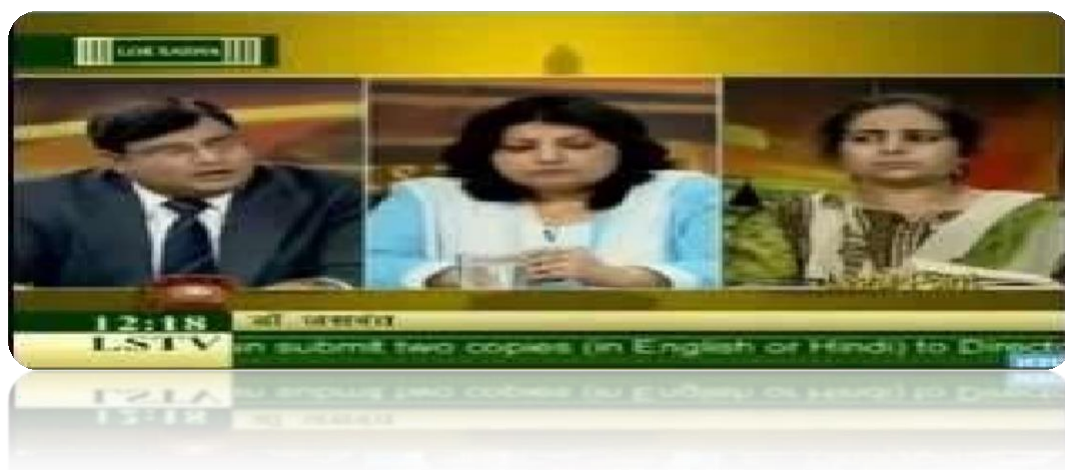 LOK SABHA
12:18
डॉ जसवंत
LSTV
n submit two copies (in English or Hindi) to Direct